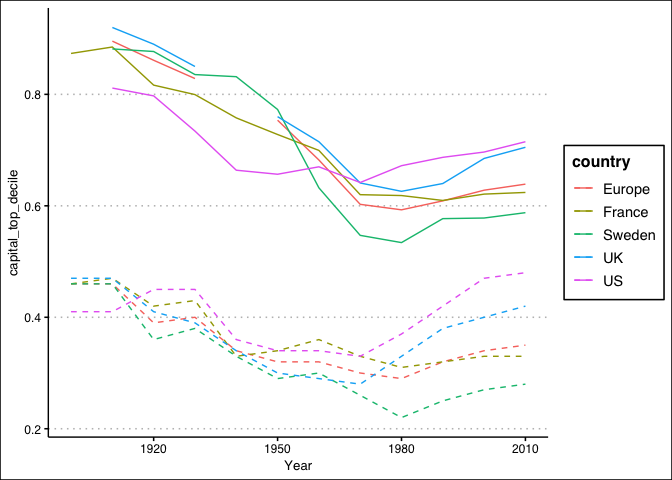 capital_top_decile
0.8
0.6
0.4
0.2
1920
1950
1980
2010
Year
country
Europe
France
Sweden
UK
US